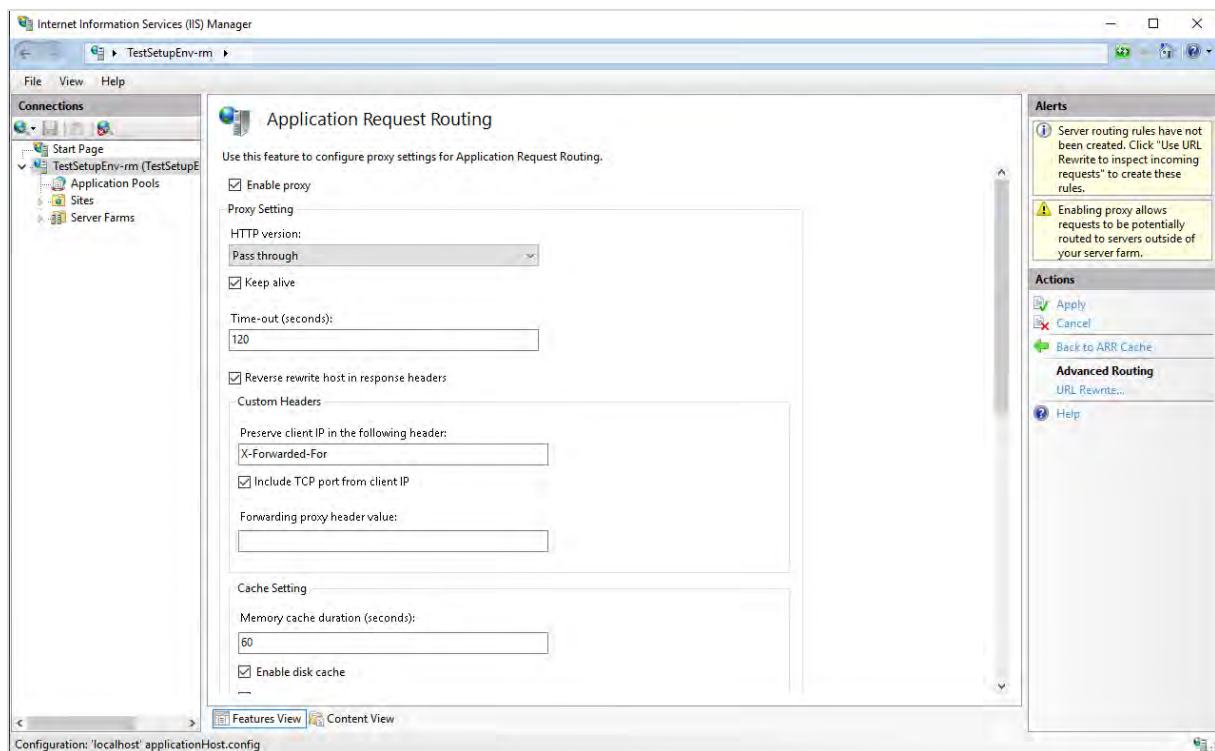 Internet Information Services (IIS) Manager
TestSetupEnv-rm
File View Help
Connections
Start Page
TestSetupEnv-rm (TestSetupE
Application Pools
Sites
Server Farms
Application Request Routing
Use this feature to configure proxy settings for Application Request Routing.
Enable proxy
Proxy Setting
HTTP version:
Pass through
Keep alive
Time-out (seconds):
120
Reverse rewrite host in response headers
Custom Headers
Preserve client IP in the following header:
X-Forwarded-For
Include TCP port from client IP
Forwarding proxy header value:
Cache Setting
Memory cache duration (seconds):
60
Enable disk cache
Features View Content View
Alerts
Server routing rules have not
been created. Click "Use URL
Rewrite to inspect incoming
requests" to create these
rules.
Enabling proxy allows
requests to be potentially
routed to servers outside of
your server farm.
Actions
Apply
Cancel
Back to ARR Cache
Advanced Routing
URL Rewrite...
Help
Configuration: 'localhost' applicationHost.config